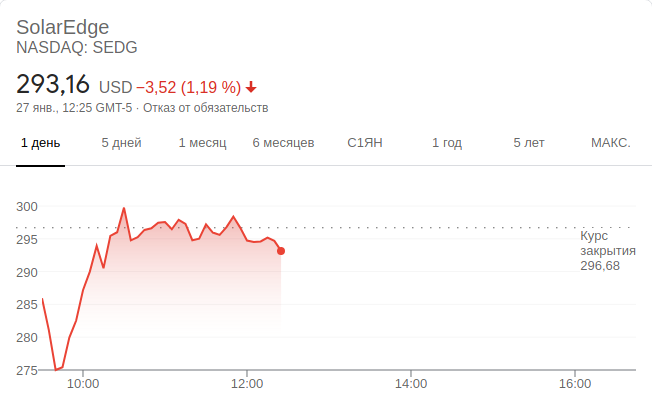 SolarEdge
NASDAQ: SEDG
293,16 USD −3,52 (1,19 %)
27 янв., 12:25 GMT-5 · Отказ от обязательств
1 день 5 дней 1 месяц 6 месяцев С1ЯН 1 год 5 лет МАКС.
300
295
290
285
280
275
Курс
закрытия
296,68
10:00 12:00 14:00 16:00